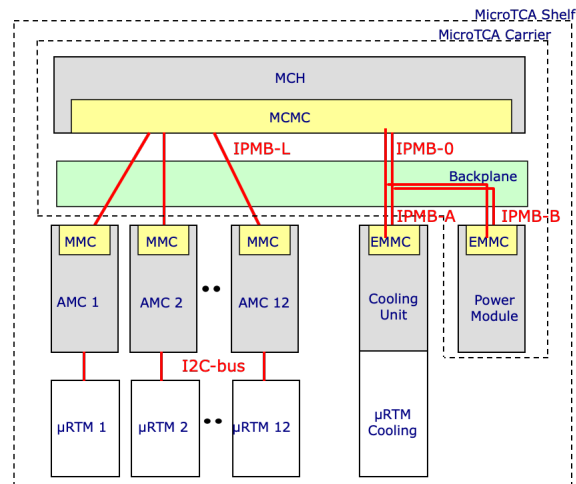 MicroTCA Shelf
MicroTCA Carrier
MCH
MCMC
IPMB-L
IPMB-0
Backplane
IPMB-A
IPMB-B
MMC
MMC
MMC
EMMC
EMMC
AMC 1
AMC 2
••
AMC 12
Cooling
Unit
Power
Module
I2C-bus
µRTM 1
µRTM 2
••
µRTM 12
µRTM
Cooling